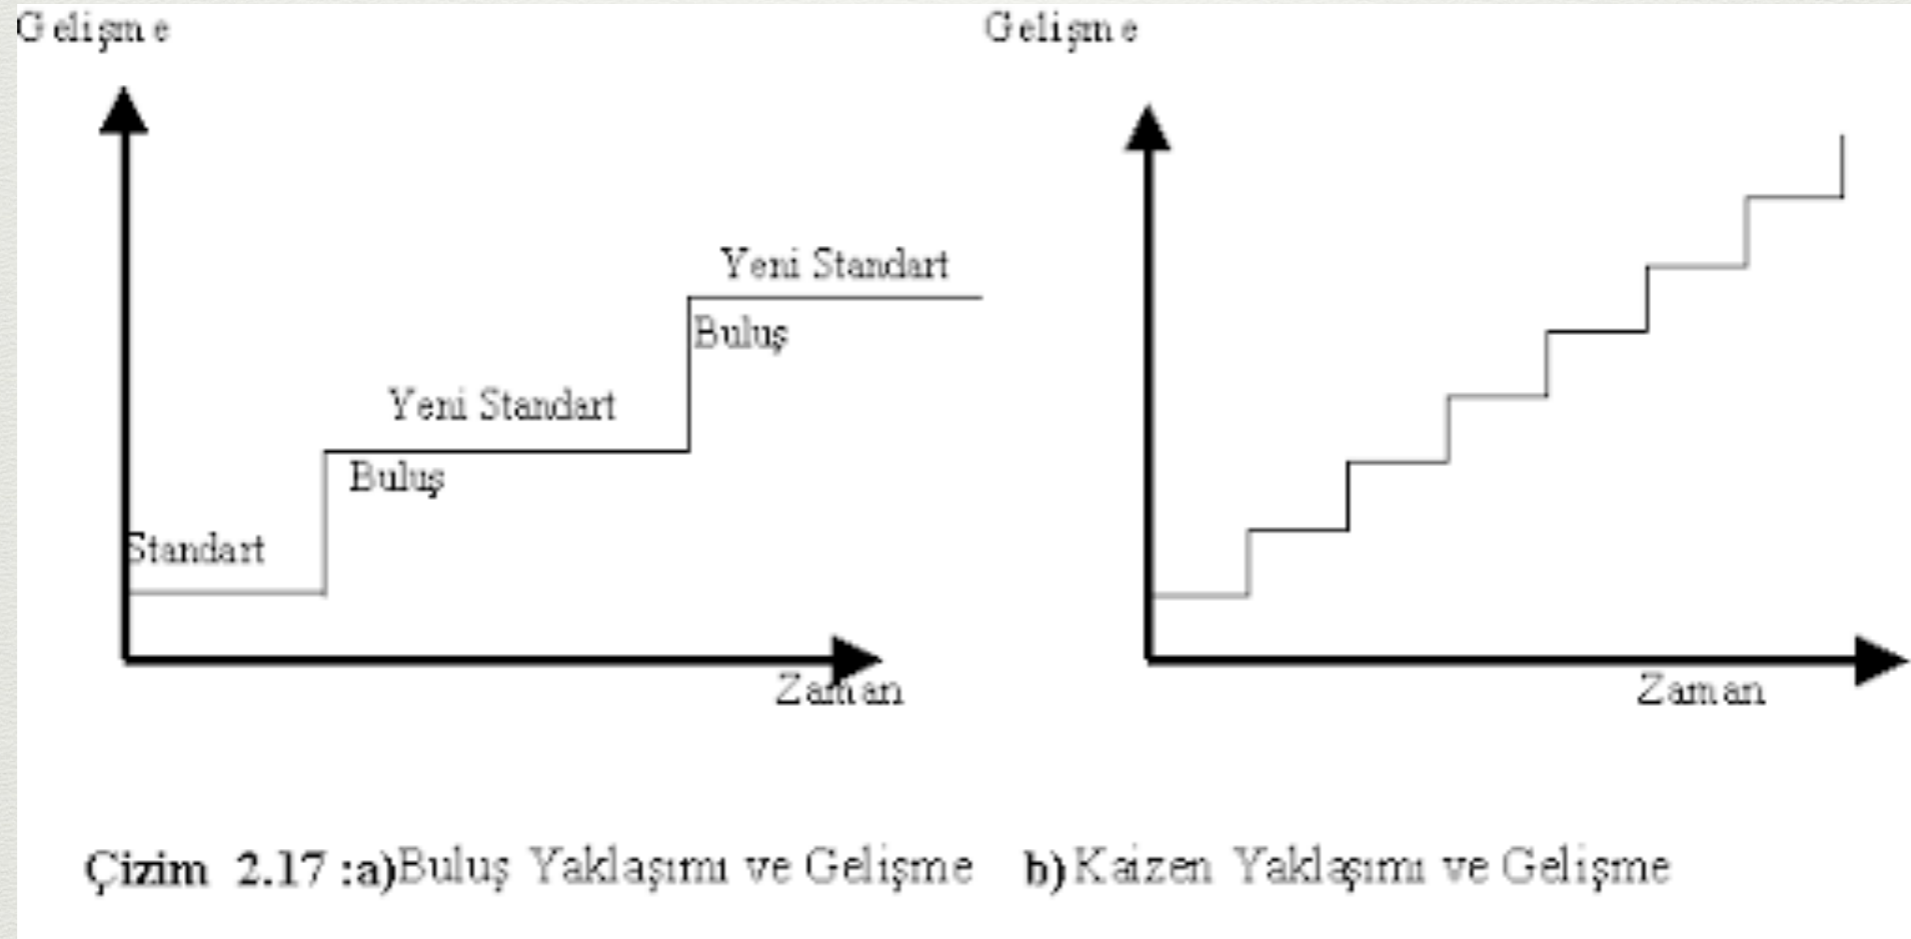 Gelişme
Gelişme
Yeni Standart
Buluş
Yeni Standart
Buluş
Standart
Zaman
Zaman
Çizim 2.17 :a)Buluş Yaklaşımı ve Gelişme b)Kaizen Yaklaşımı ve Gelişme